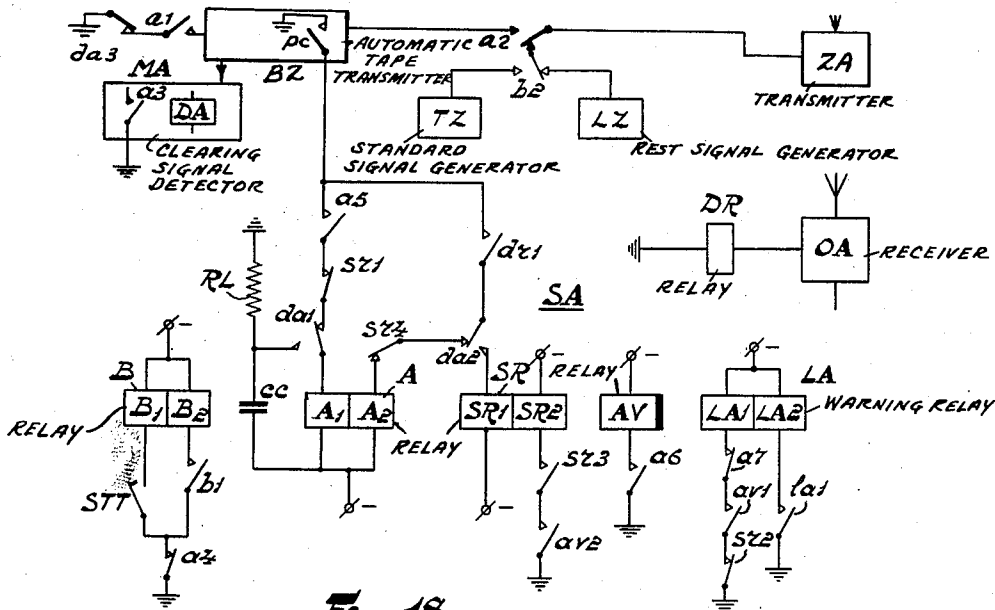 da3
a1
pc
BZ
AUTOMATIC
TAPE
TRANSMITTER
a2
b2
ZA
TRANSMITTER
MA
a3
DA
CLEARING
SIGNAL
DETECTOR
TZ
STANDARD
SIGNAL GENERATOR
LZ
REST SIGNAL GENERATOR
DR
OA
RECEIVER
RELAY
a5
dr1
sr1
RL
da1
SA
sr4
da2
cc
A
A1
A2
RELAY
B
B1
B2
RELAY
STT
b1
a4
SR
SR1
SR2
sr3
av2
RELAY
AV
a6
LA
LA1
LA2
WARNING RELAY
a7
av1
sr2
la1